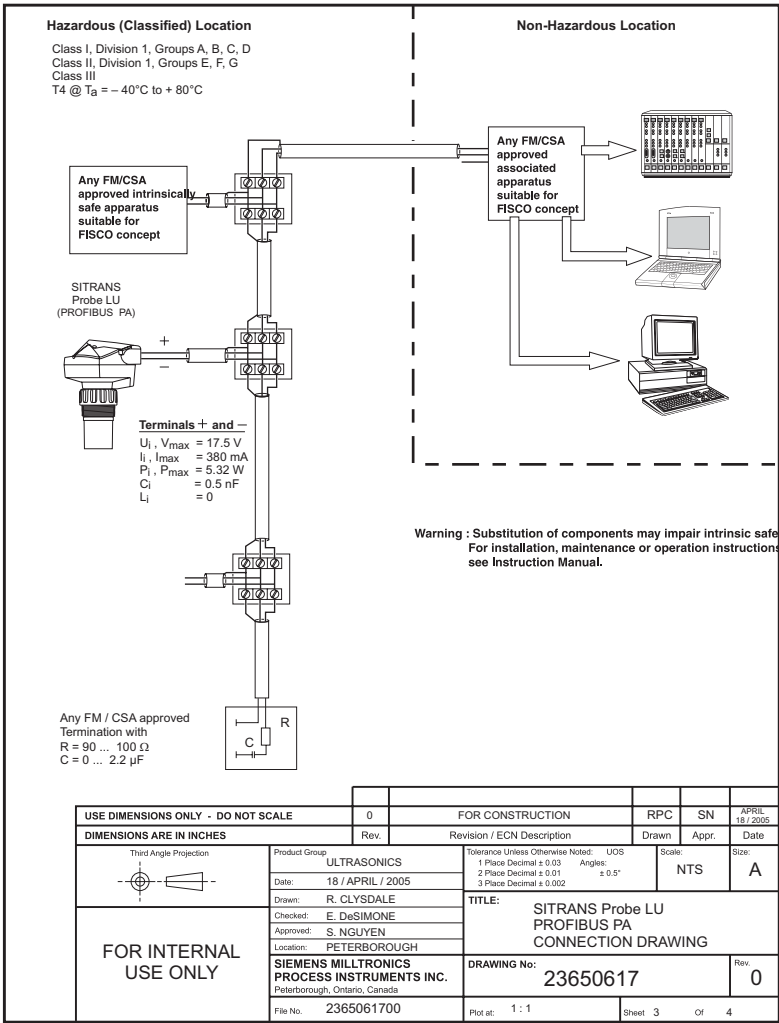 Hazardous (Classified) Location
Class I, Division 1, Groups A, B, C, D
Class II, Division 1, Groups E, F, G
Class III
T4 @ Ta = – 40°C to + 80°C
Non-Hazardous Location
Any FM/CSA
approved
associated
apparatus
suitable for
FISCO concept
Any FM/CSA
approved intrinsically
safe apparatus
suitable for
FISCO concept
SITRANS
Probe LU
(PROFIBUS PA)
+
–
Terminals + and –
Ui , Vmax = 17.5 V
Ii , Imax = 380 mA
Pi , Pmax = 5.32 W
Ci = 0.5 nF
Li = 0
Warning : Substitution of components may impair intrinsic safe
For installation, maintenance or operation instructions
see Instruction Manual.
Any FM / CSA approved
Termination with
R = 90 ... 100 Ω
C = 0 ... 2.2 µF
R
C
USE DIMENSIONS ONLY - DO NOT SCALE
0
FOR CONSTRUCTION
RPC
SN
APRIL
18 / 2005
DIMENSIONS ARE IN INCHES
Rev.
Revision / ECN Description
Drawn
Appr.
Date
Third Angle Projection
FOR INTERNAL
USE ONLY
Product Group
ULTRASONICS
Date: 18 / APRIL / 2005
Drawn: R. CLYSDALE
Checked: E. DeSIMONE
Approved: S. NGUYEN
Location: PETERBOROUGH
SIEMENS MILLTRONICS
PROCESS INSTRUMENTS INC.
Peterborough, Ontario, Canada
File No. 2365061700
Tolerance Unless Otherwise Noted: UOS
1 Place Decimal ± 0.03 Angles:
2 Place Decimal ± 0.01 ± 0.5°
3 Place Decimal ± 0.002
Scale:
NTS
Size:
A
TITLE:
SITRANS Probe LU
PROFIBUS PA
CONNECTION DRAWING
DRAWING No:
23650617
Rev.
0
Plot at: 1 : 1
Sheet 3 Of 4